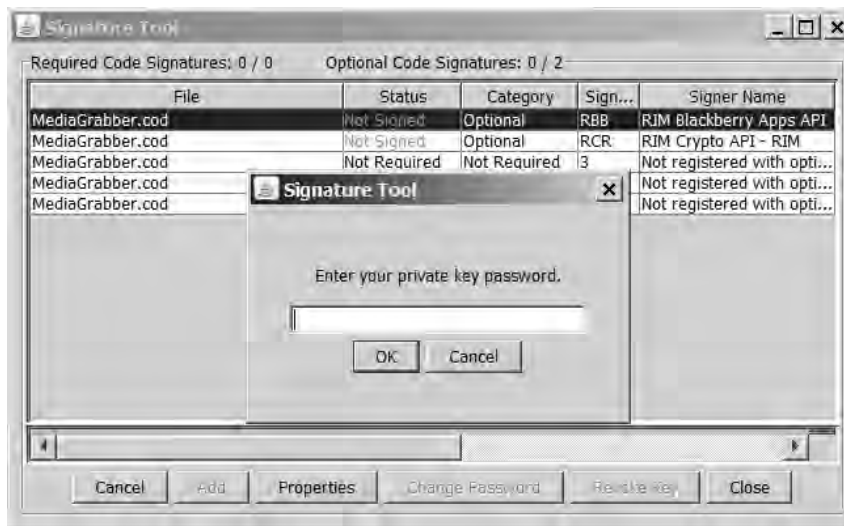 Signature Tool
Required Code Signatures: 0 / 0 Optional Code Signatures: 0 / 2
File Status Category Sign... Signer Name
MediaGrabber.cod Not Signed Optional RBB RIM Blackberry Apps API
MediaGrabber.cod Not Signed Optional RCR RIM Crypto API - RIM
MediaGrabber.cod Not Required Not Required 3 Not registered with opti...
MediaGrabber.cod Not registered with opti...
MediaGrabber.cod Not registered with opti...
Signature Tool
Enter your private key password.
OK Cancel
Cancel Add Properties Change Password Revoke Key Close